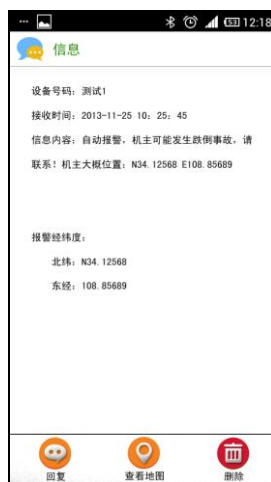 ... 53 12:18
信息
设备号码：测试1
接收时间：2013-11-25 10：25：45
信息内容：自动报警，机主可能发生跌倒事故，请
联系！机主大概位置：N34.12568 E108.85689
报警经纬度：
北纬：N34.12568
东经：108.85689
回复 查看地图 删除